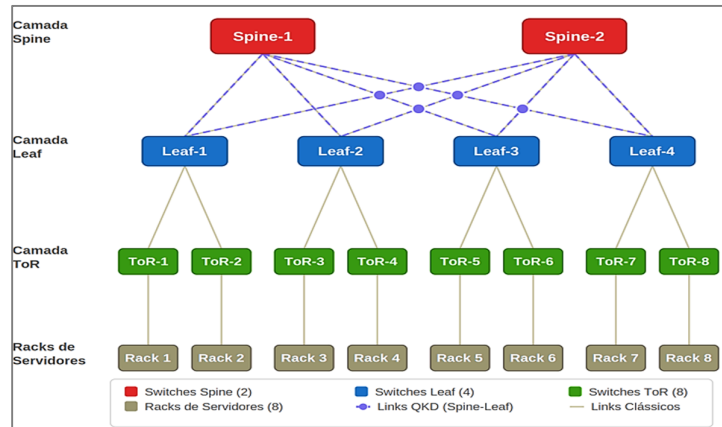 Camada
Spine
Spine-1 Spine-2
Camada
Leaf
Leaf-1 Leaf-2 Leaf-3 Leaf-4
Camada
ToR
ToR-1 ToR-2 ToR-3 ToR-4 ToR-5 ToR-6 ToR-7 ToR-8
Racks de
Servidores
Rack 1 Rack 2 Rack 3 Rack 4 Rack 5 Rack 6 Rack 7 Rack 8
Switches Spine (2) Switches Leaf (4) Switches ToR (8)
Racks de Servidores (8) Links QKD (Spine-Leaf) Links Clássicos